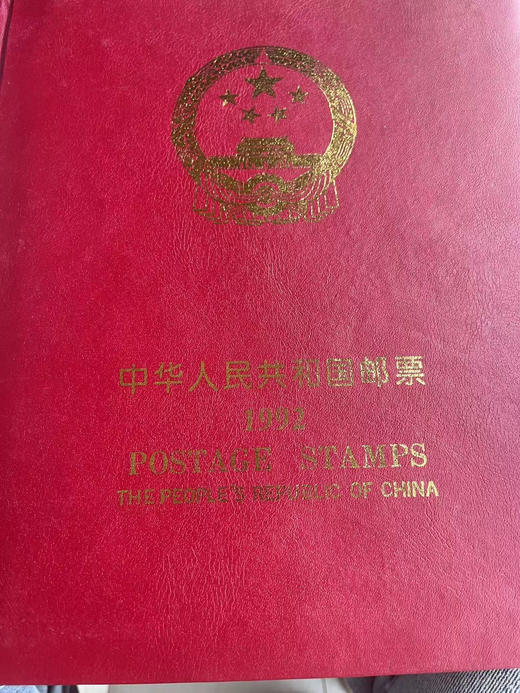 中华人民共和国邮票
1992
POSTAGE STAMPS
THE PEOPLE'S REPUBLIC OF CHINA